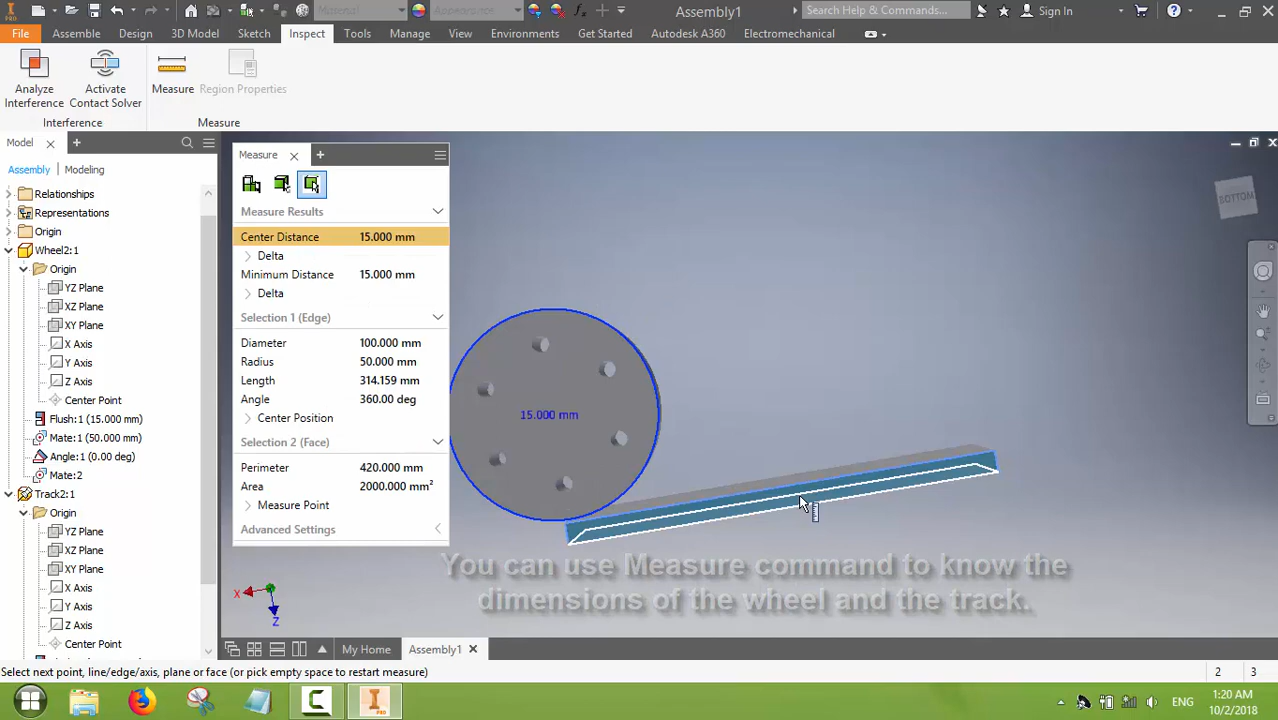 PRO
Material
Appearance
Assembly1
Search Help & Commands...
Sign In
File
Assemble
Design
3D Model
Sketch
Inspect
Tools
Manage
View
Environments
Get Started
Autodesk A360
Electromechanical
Analyze
Interference
Activate
Contact Solver
Measure
Region Properties
Interference
Measure
Model
Assembly
Modeling
Relationships
Representations
Origin
Wheel2:1
Origin
YZ Plane
XZ Plane
XY Plane
X Axis
Y Axis
Z Axis
Center Point
Flush:1 (15.000 mm)
Mate:1 (50.000 mm)
Angle:1 (0.00 deg)
Mate:2
Track2:1
Origin
YZ Plane
XZ Plane
XY Plane
X Axis
Y Axis
Z Axis
Center Point
Measure
Measure Results
Center Distance 15.000 mm
Delta
Minimum Distance 15.000 mm
Delta
Selection 1 (Edge)
Diameter 100.000 mm
Radius 50.000 mm
Length 314.159 mm
Angle 360.00 deg
Center Position
Selection 2 (Face)
Perimeter 420.000 mm
Area 2000.000 mm²
Measure Point
Advanced Settings
15.000 mm
BOTTOM
X
Z
You can use Measure command to know the
dimensions of the wheel and the track.
My Home
Assembly1
Select next point, line/edge/axis, plane or face (or pick empty space to restart measure)
2 3
ENG
1:20 AM
10/2/2018